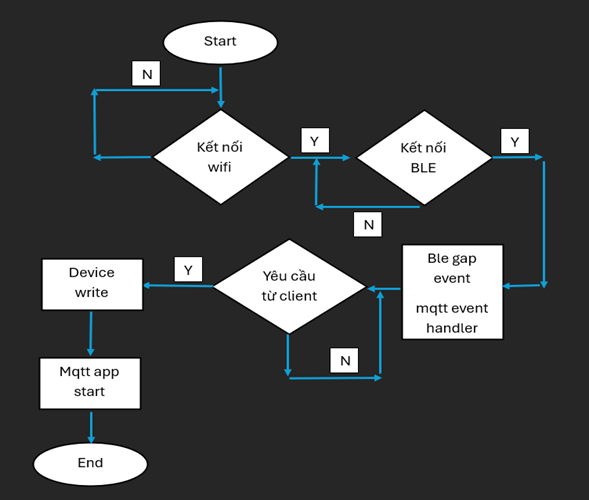 Start
N
Kết nối
wifi
Y
Kết nối
BLE
Y
N
Ble gap
event
mqtt event
handler
Yêu cầu
từ client
Y
N
Device
write
Mqtt app
start
End